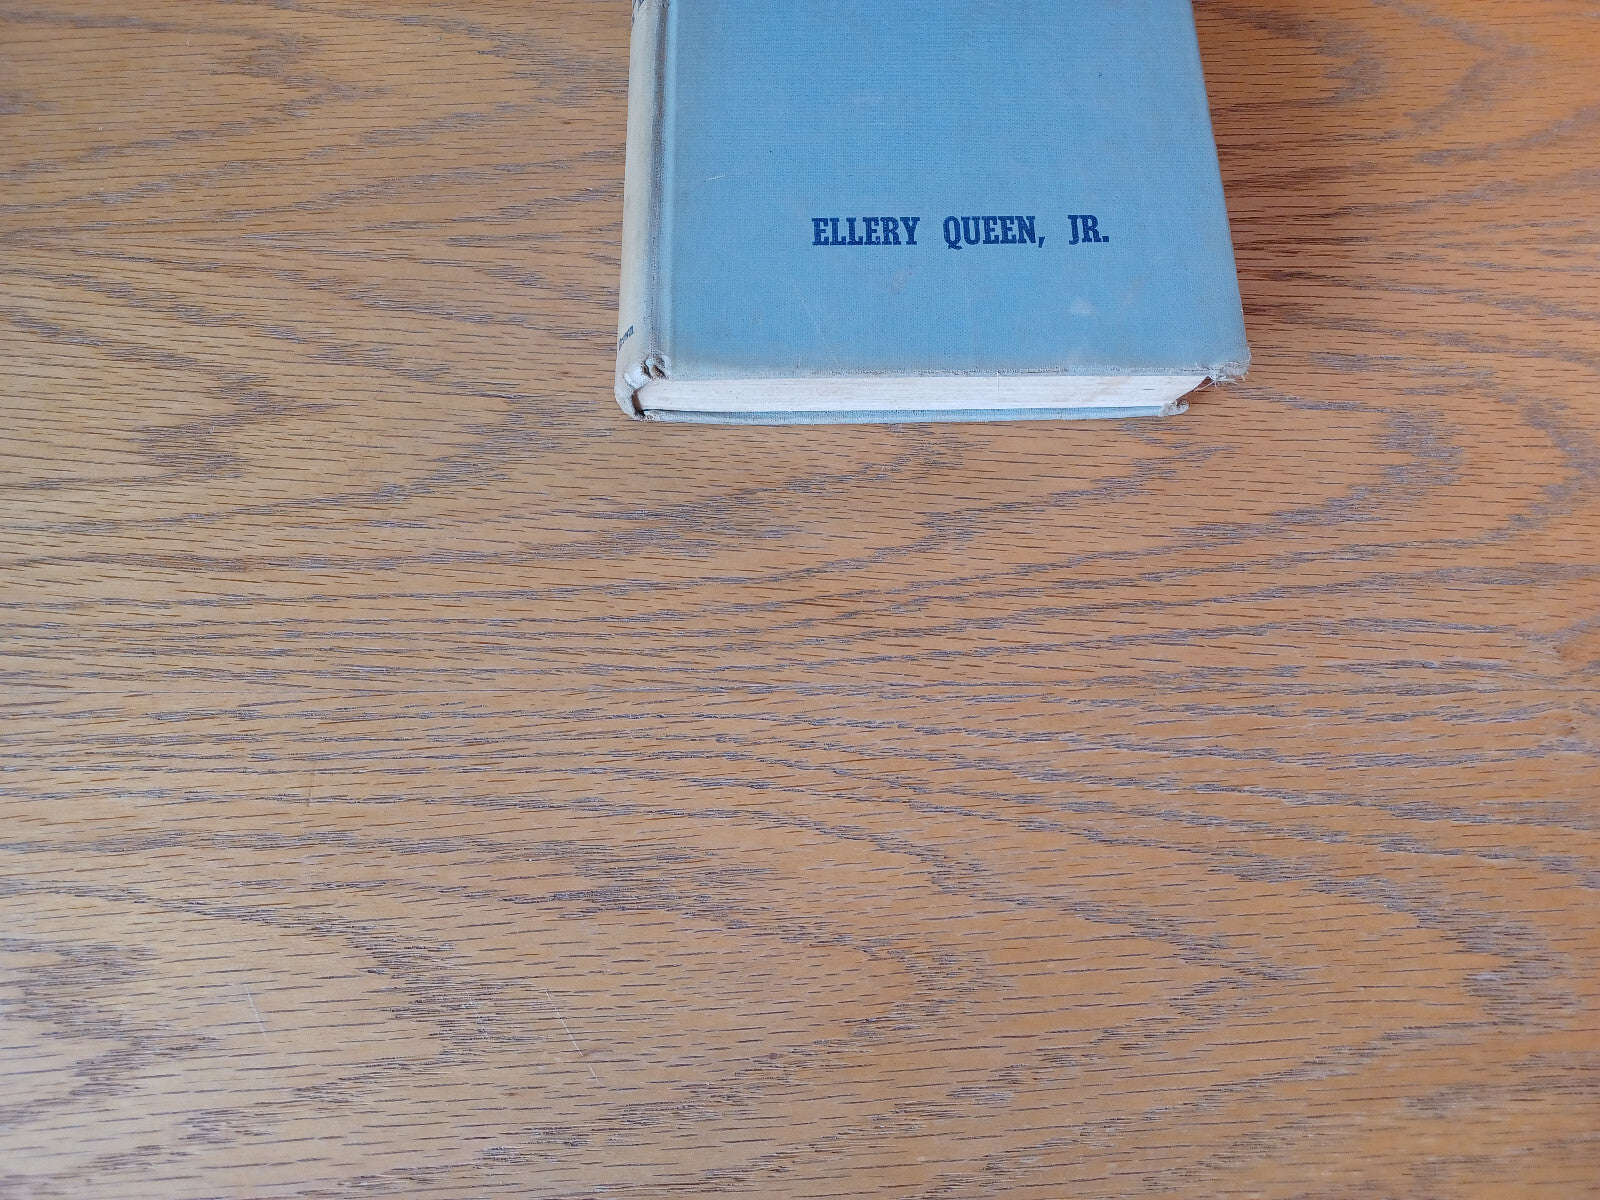 ELLERY QUEEN, JR.